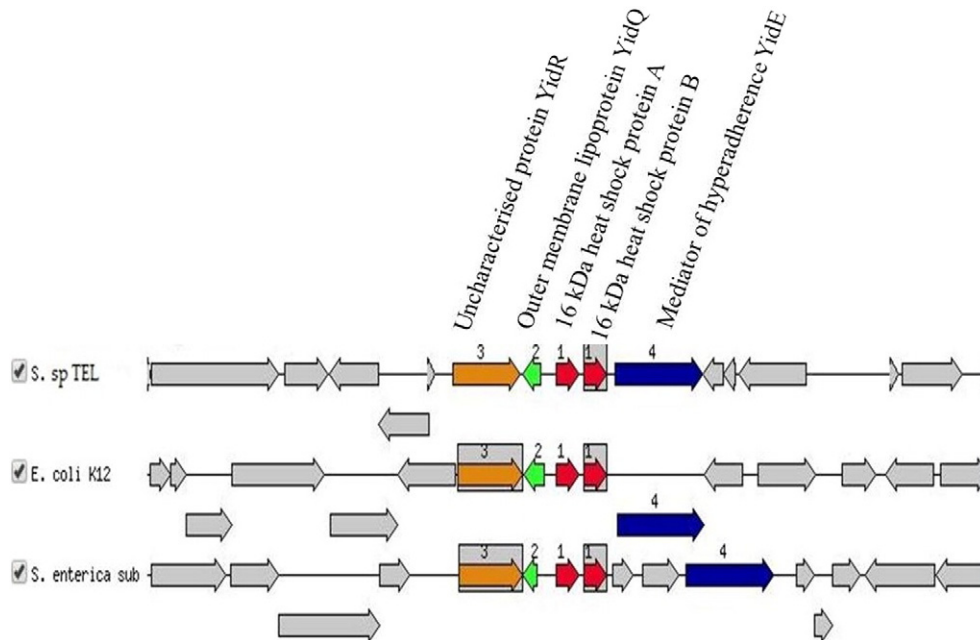 Uncharacterised protein YidR
Outer membrane lipoprotein YidQ
16 kDa heat shock protein A
16 kDa heat shock protein B
Mediator of hyperadherence YidE
3 2 1 1 4
S. sp TEL
3 2 1 1
E. coli K12
4
3 2 1 1 4
S. enterica sub